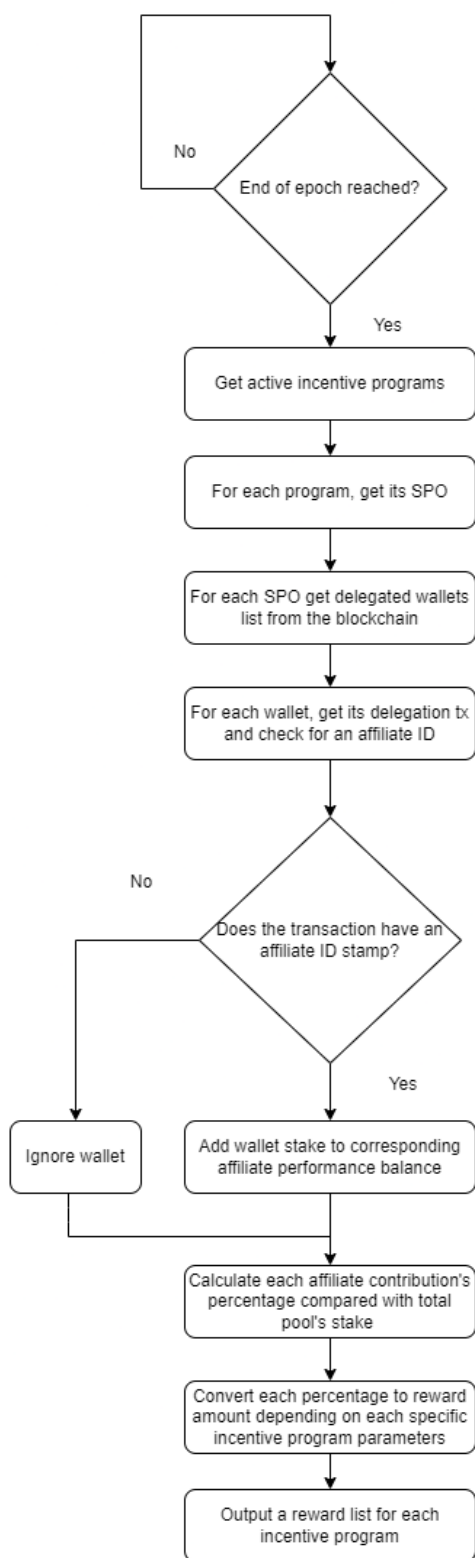 No
End of epoch reached?
Yes
Get active incentive programs
For each program, get its SPO
For each SPO get delegated wallets
list from the blockchain
For each wallet, get its delegation tx
and check for an affiliate ID
No
Does the transaction have an
affiliate ID stamp?
Yes
Ignore wallet
Add wallet stake to corresponding
affiliate performance balance
Calculate each affiliate contribution's
percentage compared with total
pool's stake
Convert each percentage to reward
amount depending on each specific
incentive program parameters
Output a reward list for each
incentive program